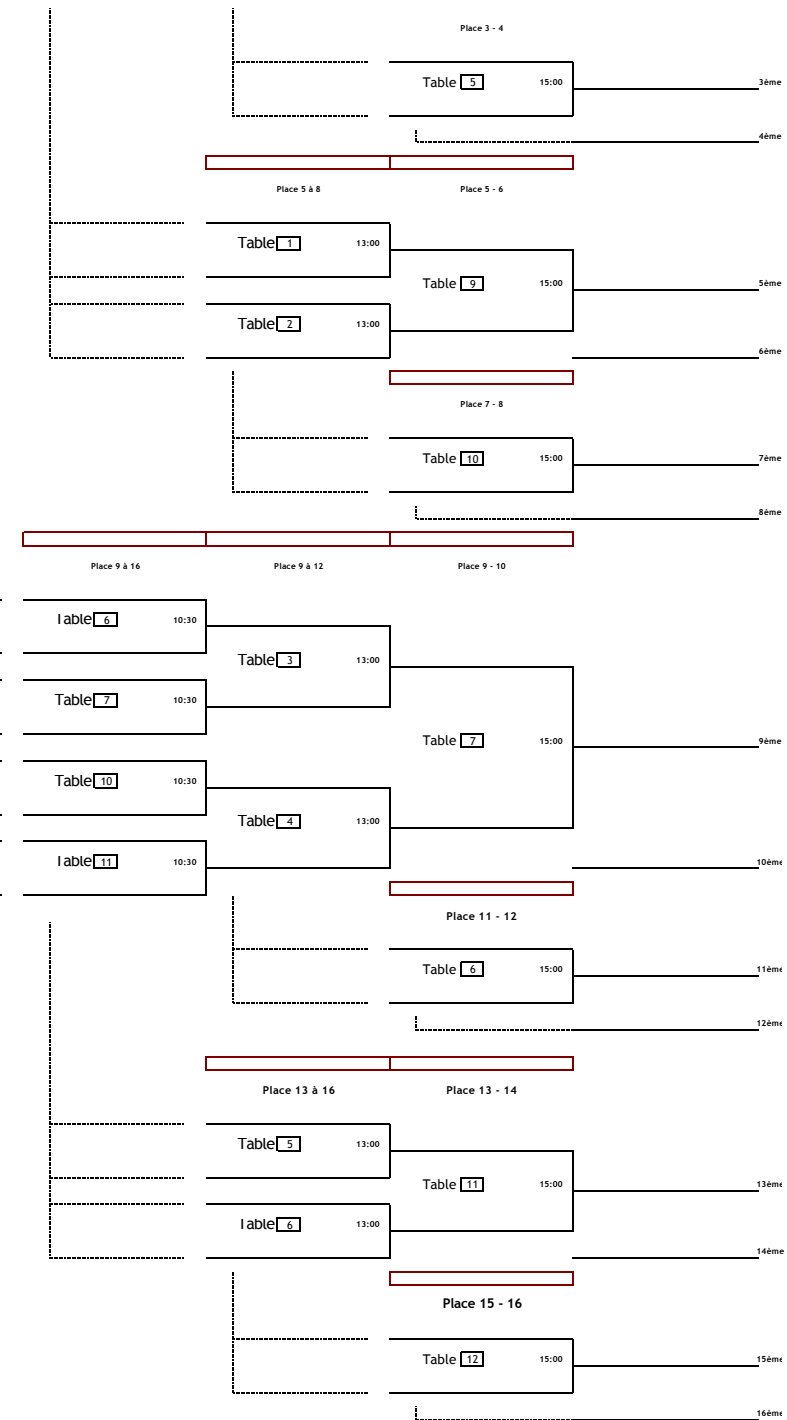 Place 3 - 4
Table 5 15:00 3ème
4ème
Place 5 à 8 Place 5 - 6
Table 1 13:00
Table 9 15:00 5ème
Table 2 13:00
6ème
Place 7 - 8
Table 10 15:00 7ème
8ème
Place 9 à 16 Place 9 à 12 Place 9 - 10
Table 6 10:30
Table 3 13:00
Table 7 10:30
Table 7 15:00 9ème
Table 10 10:30
Table 4 13:00
Table 11 10:30 10ème
Place 11 - 12
Table 6 15:00 11ème
12ème
Place 13 à 16 Place 13 - 14
Table 5 13:00
Table 11 15:00 13ème
Table 6 13:00
14ème
Place 15 - 16
Table 12 15:00 15ème
16ème